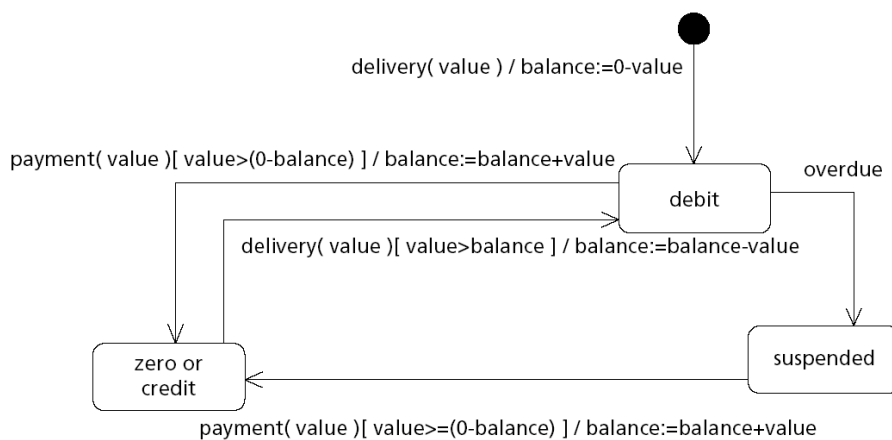 delivery( value ) / balance:=0-value
payment( value )[ value>(0-balance) ] / balance:=balance+value
overdue
debit
delivery( value )[ value>balance ] / balance:=balance-value
zero or
credit
suspended
payment( value )[ value>=(0-balance) ] / balance:=balance+value